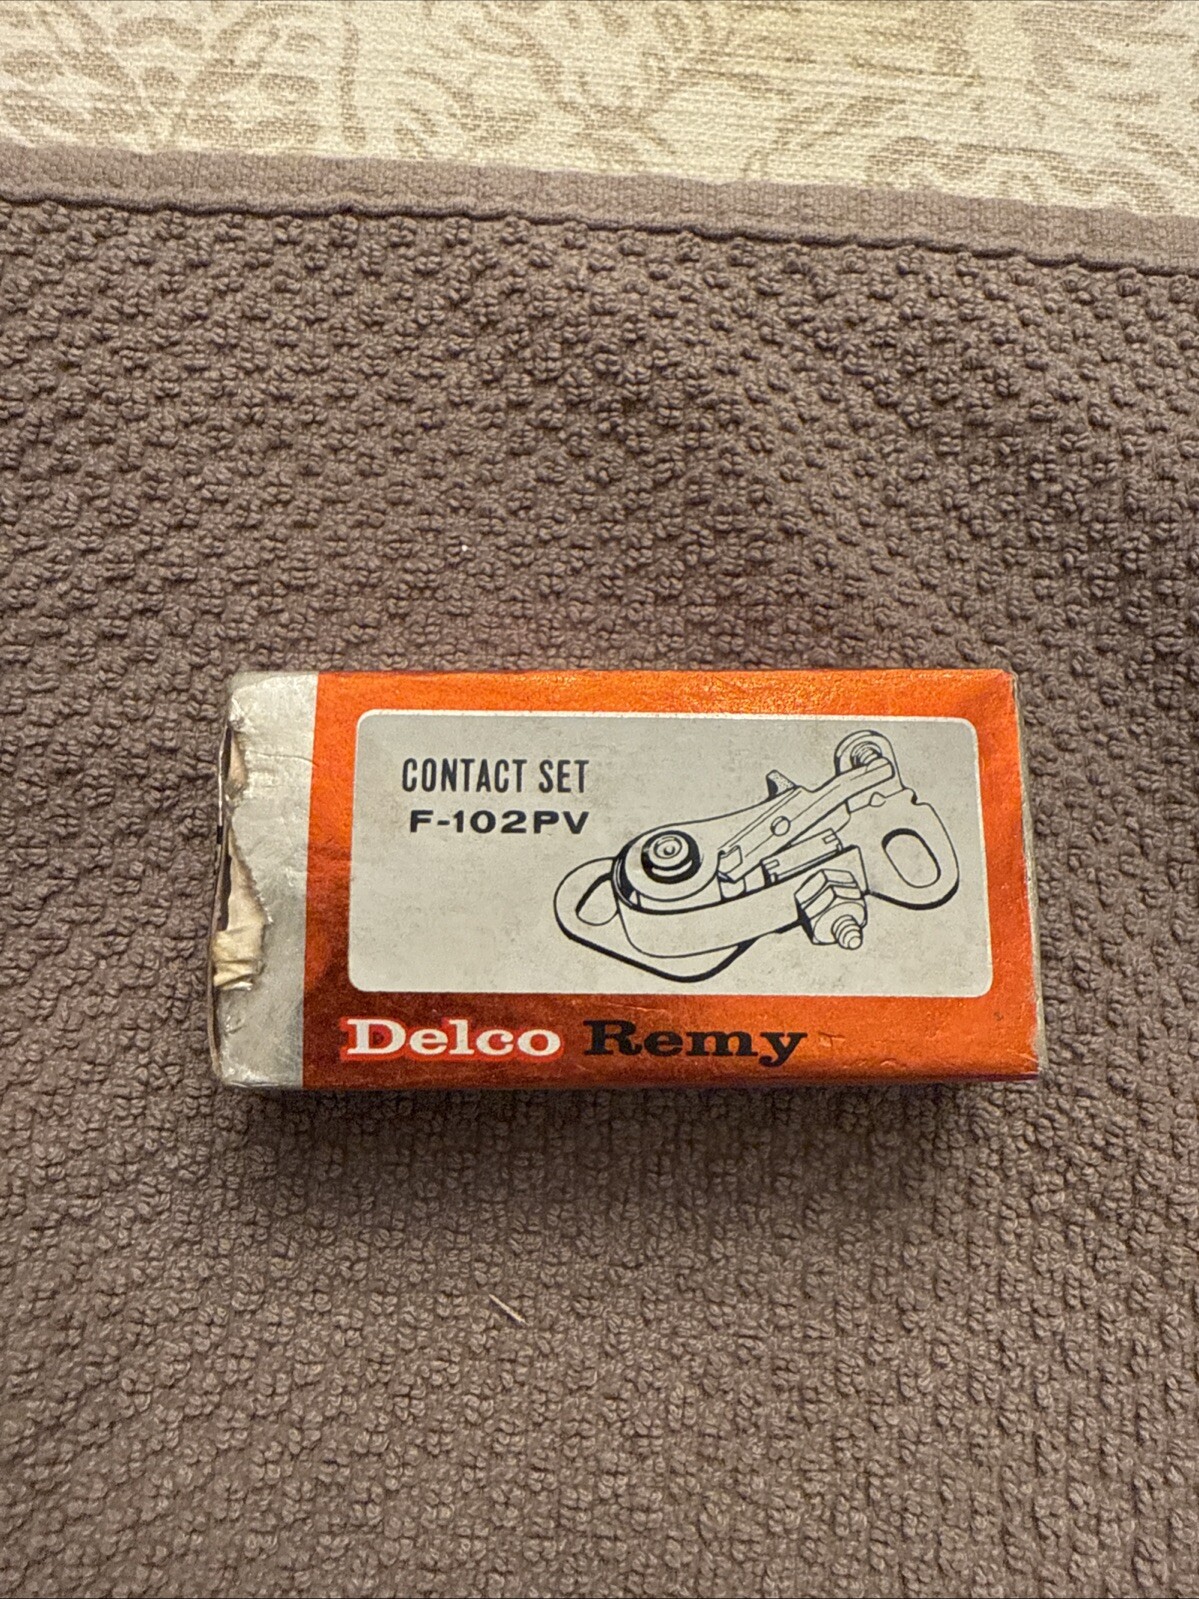 CONTACT SET
F-102PV
Delco Remy